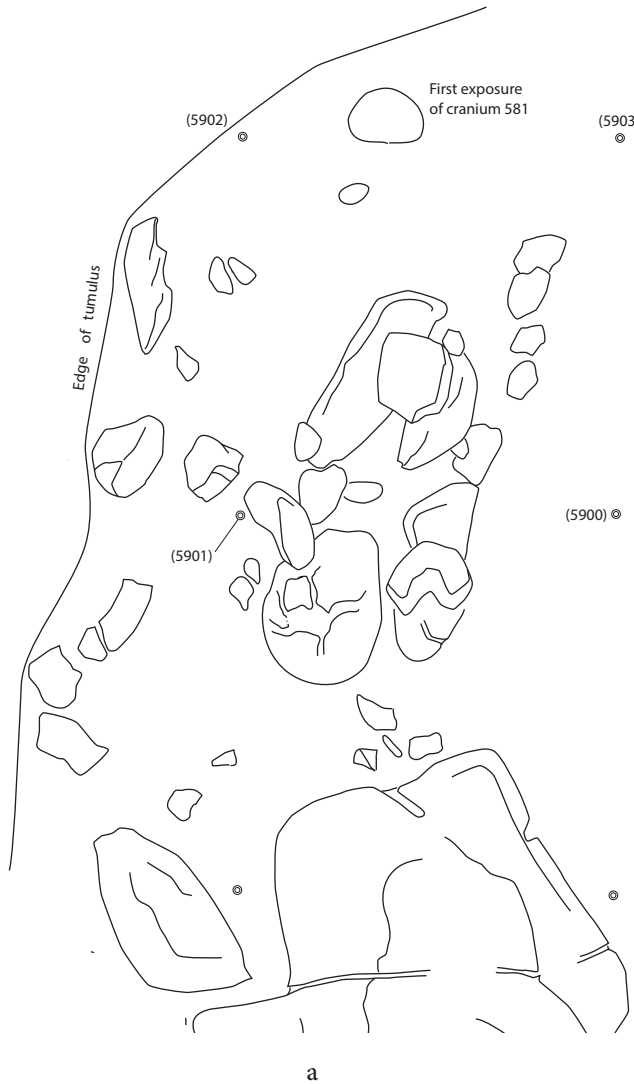 First exposure
of cranium 581
(5902)
(5903)
Edge of tumulus
(5900)
(5901)
a